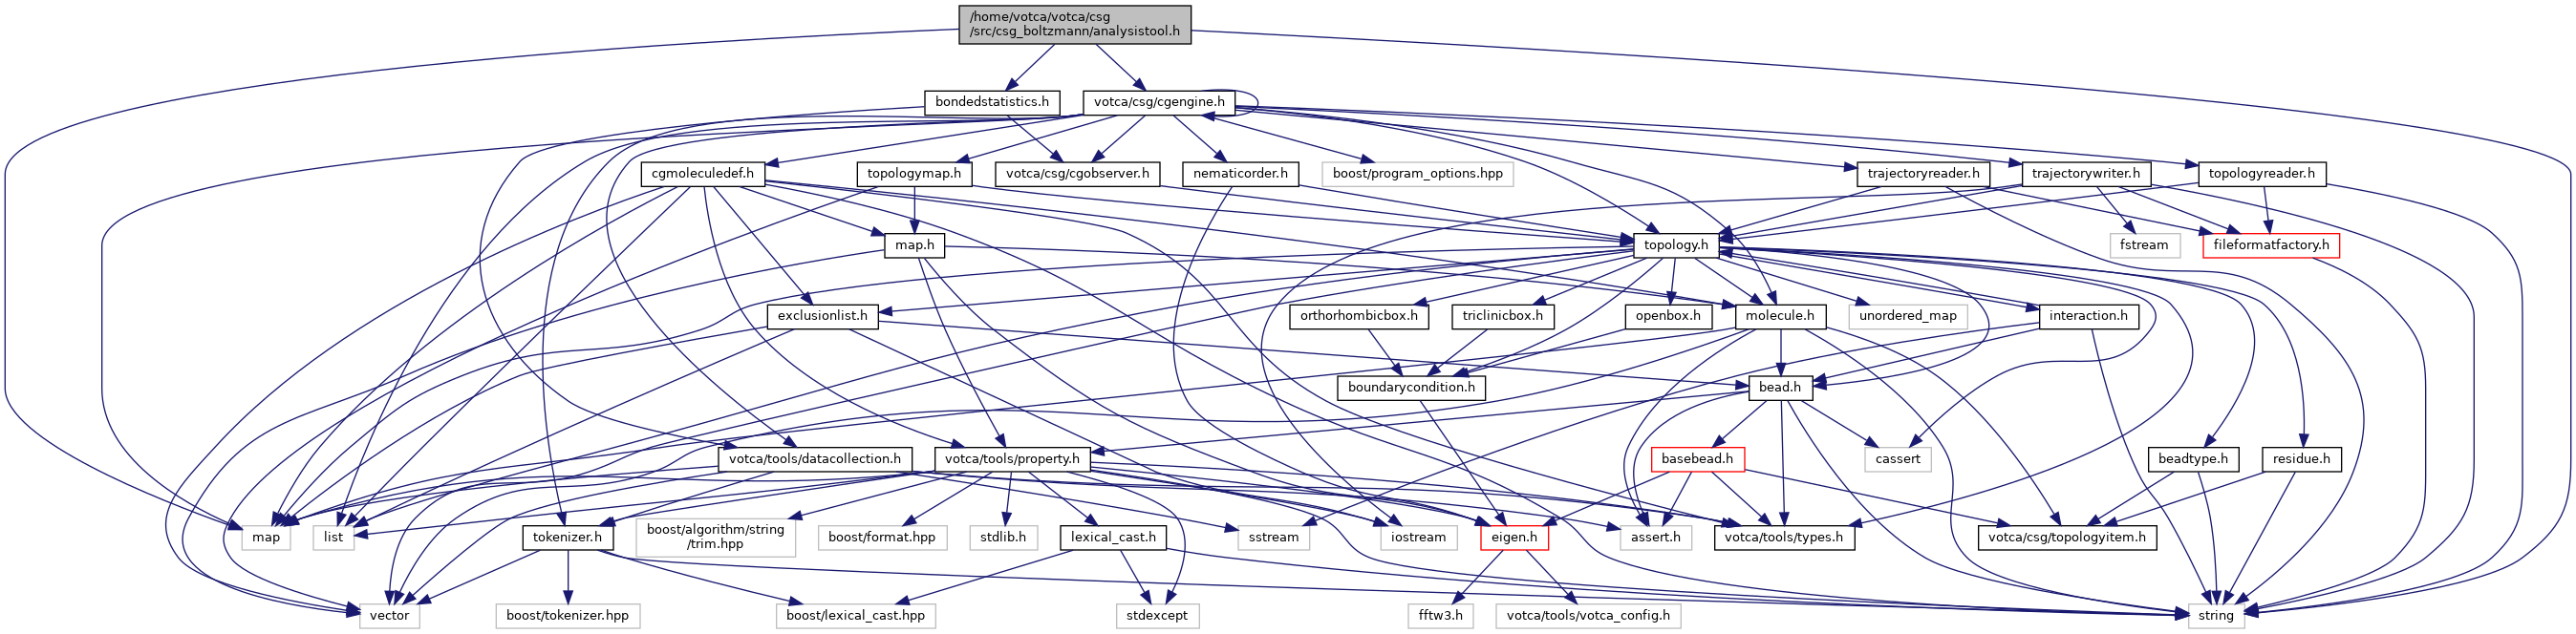 /home/votca/votca/csg
/src/csg_boltzmann/analysistool.h
bondedstatistics.h
votca/csg/cgengine.h
cgmoleculedef.h
topologymap.h
votca/csg/cgobserver.h
nematicorder.h
boost/program_options.hpp
trajectoryreader.h
trajectorywriter.h
topologyreader.h
map.h
topology.h
fstream
fileformatfactory.h
exclusionlist.h
orthorhombicbox.h
triclinicbox.h
openbox.h
molecule.h
unordered_map
interaction.h
boundarycondition.h
bead.h
votca/tools/datacollection.h
votca/tools/property.h
basebead.h
cassert
beadtype.h
residue.h
map
list
tokenizer.h
boost/algorithm/string
/trim.hpp
boost/format.hpp
stdlib.h
lexical_cast.h
sstream
iostream
eigen.h
assert.h
votca/tools/types.h
votca/csg/topologyitem.h
vector
boost/tokenizer.hpp
boost/lexical_cast.hpp
stdexcept
fftw3.h
votca/tools/votca_config.h
string